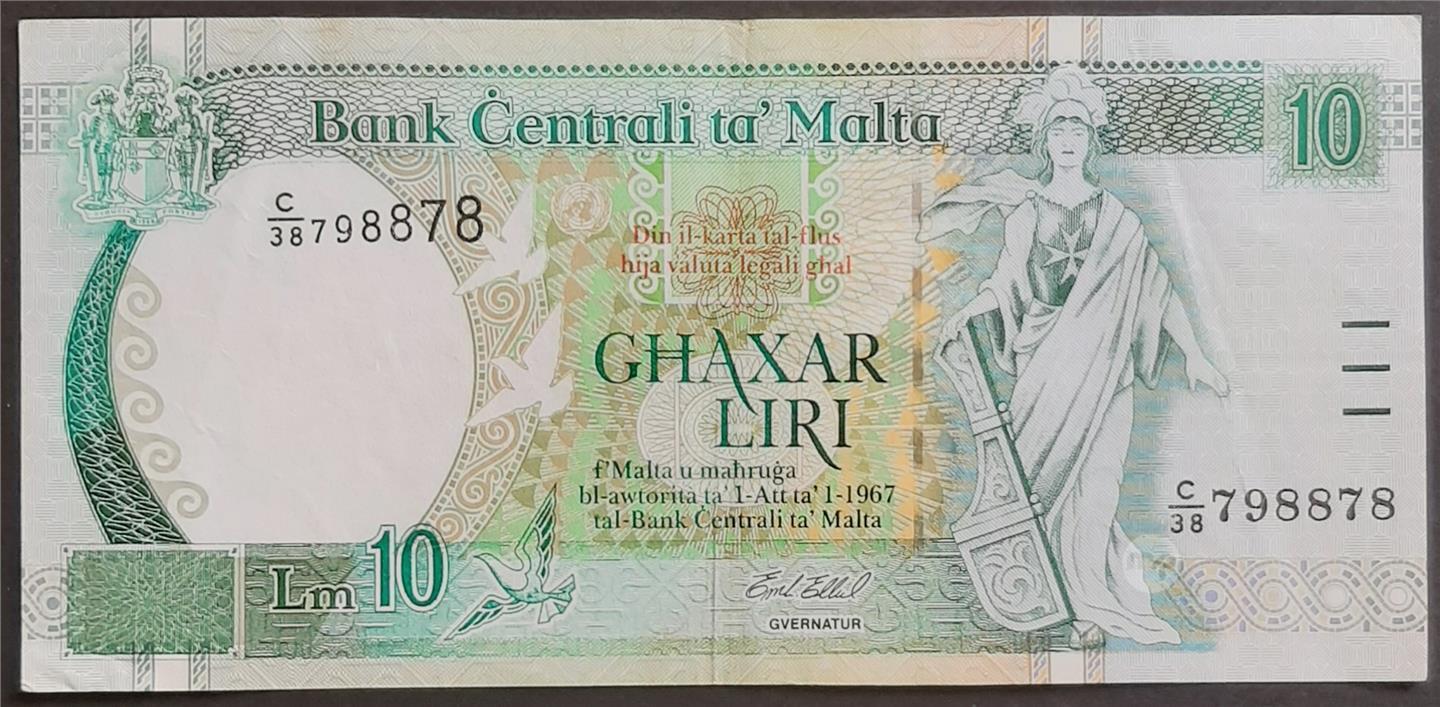 Bank Ċentrali ta' Malta
10
C/38 798878
Din il-karta tal-flus
hija valuta legali għal
GĦAXAR
LIRI
f'Malta u maħruġa
bl-awtorita ta' l-Att ta' l-1967
tal-Bank Ċentrali ta' Malta
C/38 798878
Lm 10
GVERNATUR